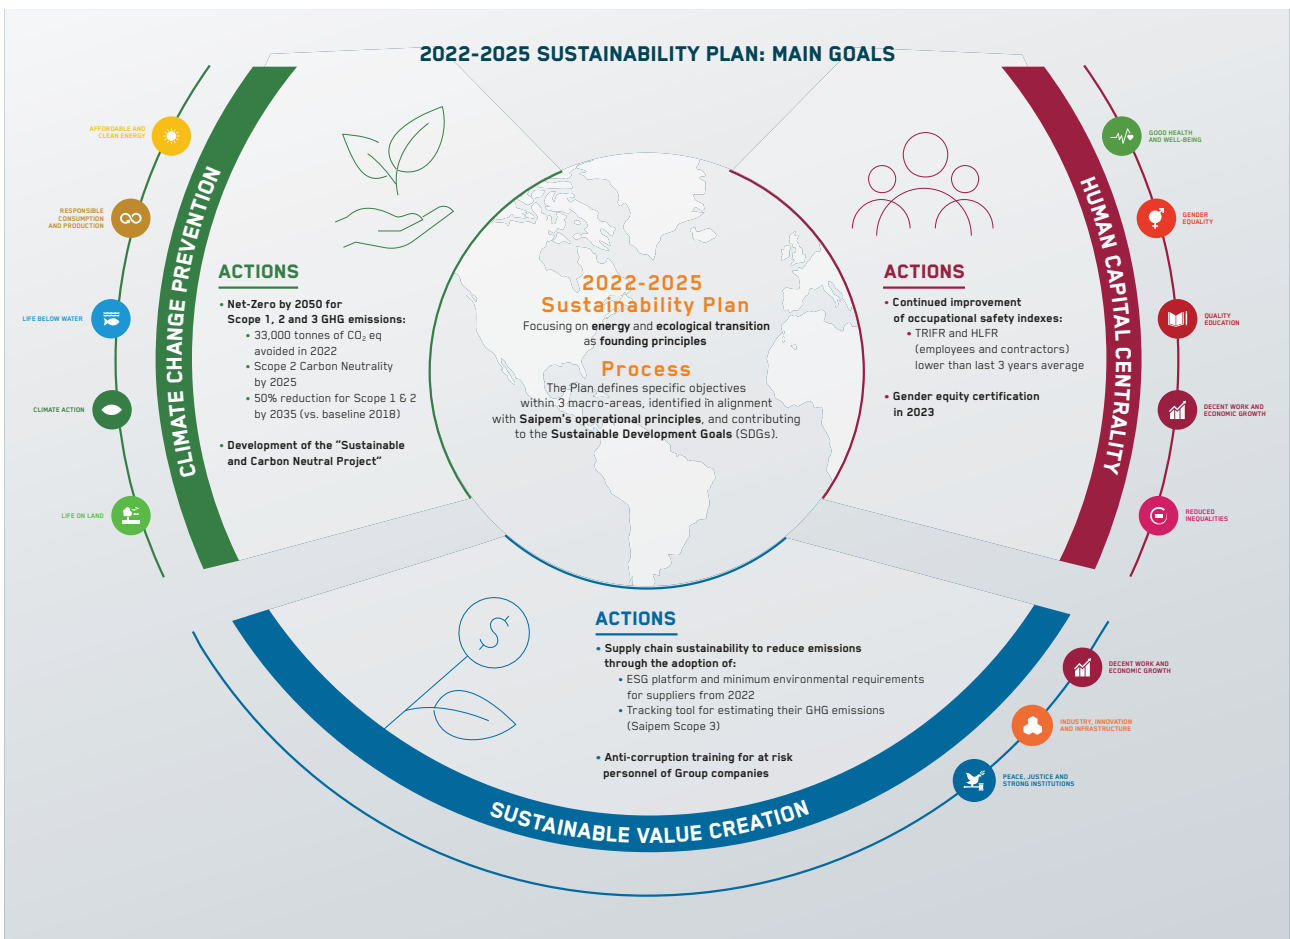 2022-2025 SUSTAINABILITY PLAN: MAIN GOALS
AFFORDABLE AND
CLEAN ENERGY
RESPONSIBLE
CONSUMPTION
AND PRODUCTION
LIFE BELOW WATER
CLIMATE ACTION
LIFE ON LAND
CLIMATE CHANGE PREVENTION
ACTIONS
• Net-Zero by 2050 for
Scope 1, 2 and 3 GHG emissions:
• 33,000 tonnes of CO₂ eq
avoided in 2022
• Scope 2 Carbon Neutrality
by 2025
• 50% reduction for Scope 1 & 2
by 2035 (vs. baseline 2018)
• Development of the “Sustainable
and Carbon Neutral Project”
2022-2025
Sustainability Plan
Focusing on energy and ecological transition
as founding principles
Process
The Plan defines specific objectives
within 3 macro-areas, identified in alignment
with Saipem's operational principles, and contributing
to the Sustainable Development Goals (SDGs).
ACTIONS
• Continued improvement
of occupational safety indexes:
• TRIFR and HLFR
(employees and contractors)
lower than last 3 years average
• Gender equity certification
in 2023
HUMAN CAPITAL CENTRALITY
GOOD HEALTH
AND WELL-BEING
GENDER
EQUALITY
QUALITY
EDUCATION
DECENT WORK AND
ECONOMIC GROWTH
REDUCED
INEQUALITIES
ACTIONS
• Supply chain sustainability to reduce emissions
through the adoption of:
• ESG platform and minimum environmental requirements
for suppliers from 2022
• Tracking tool for estimating their GHG emissions
(Saipem Scope 3)
• Anti-corruption training for at risk
personnel of Group companies
SUSTAINABLE VALUE CREATION
DECENT WORK AND
ECONOMIC GROWTH
INDUSTRY, INNOVATION
AND INFRASTRUCTURE
PEACE, JUSTICE AND
STRONG INSTITUTIONS